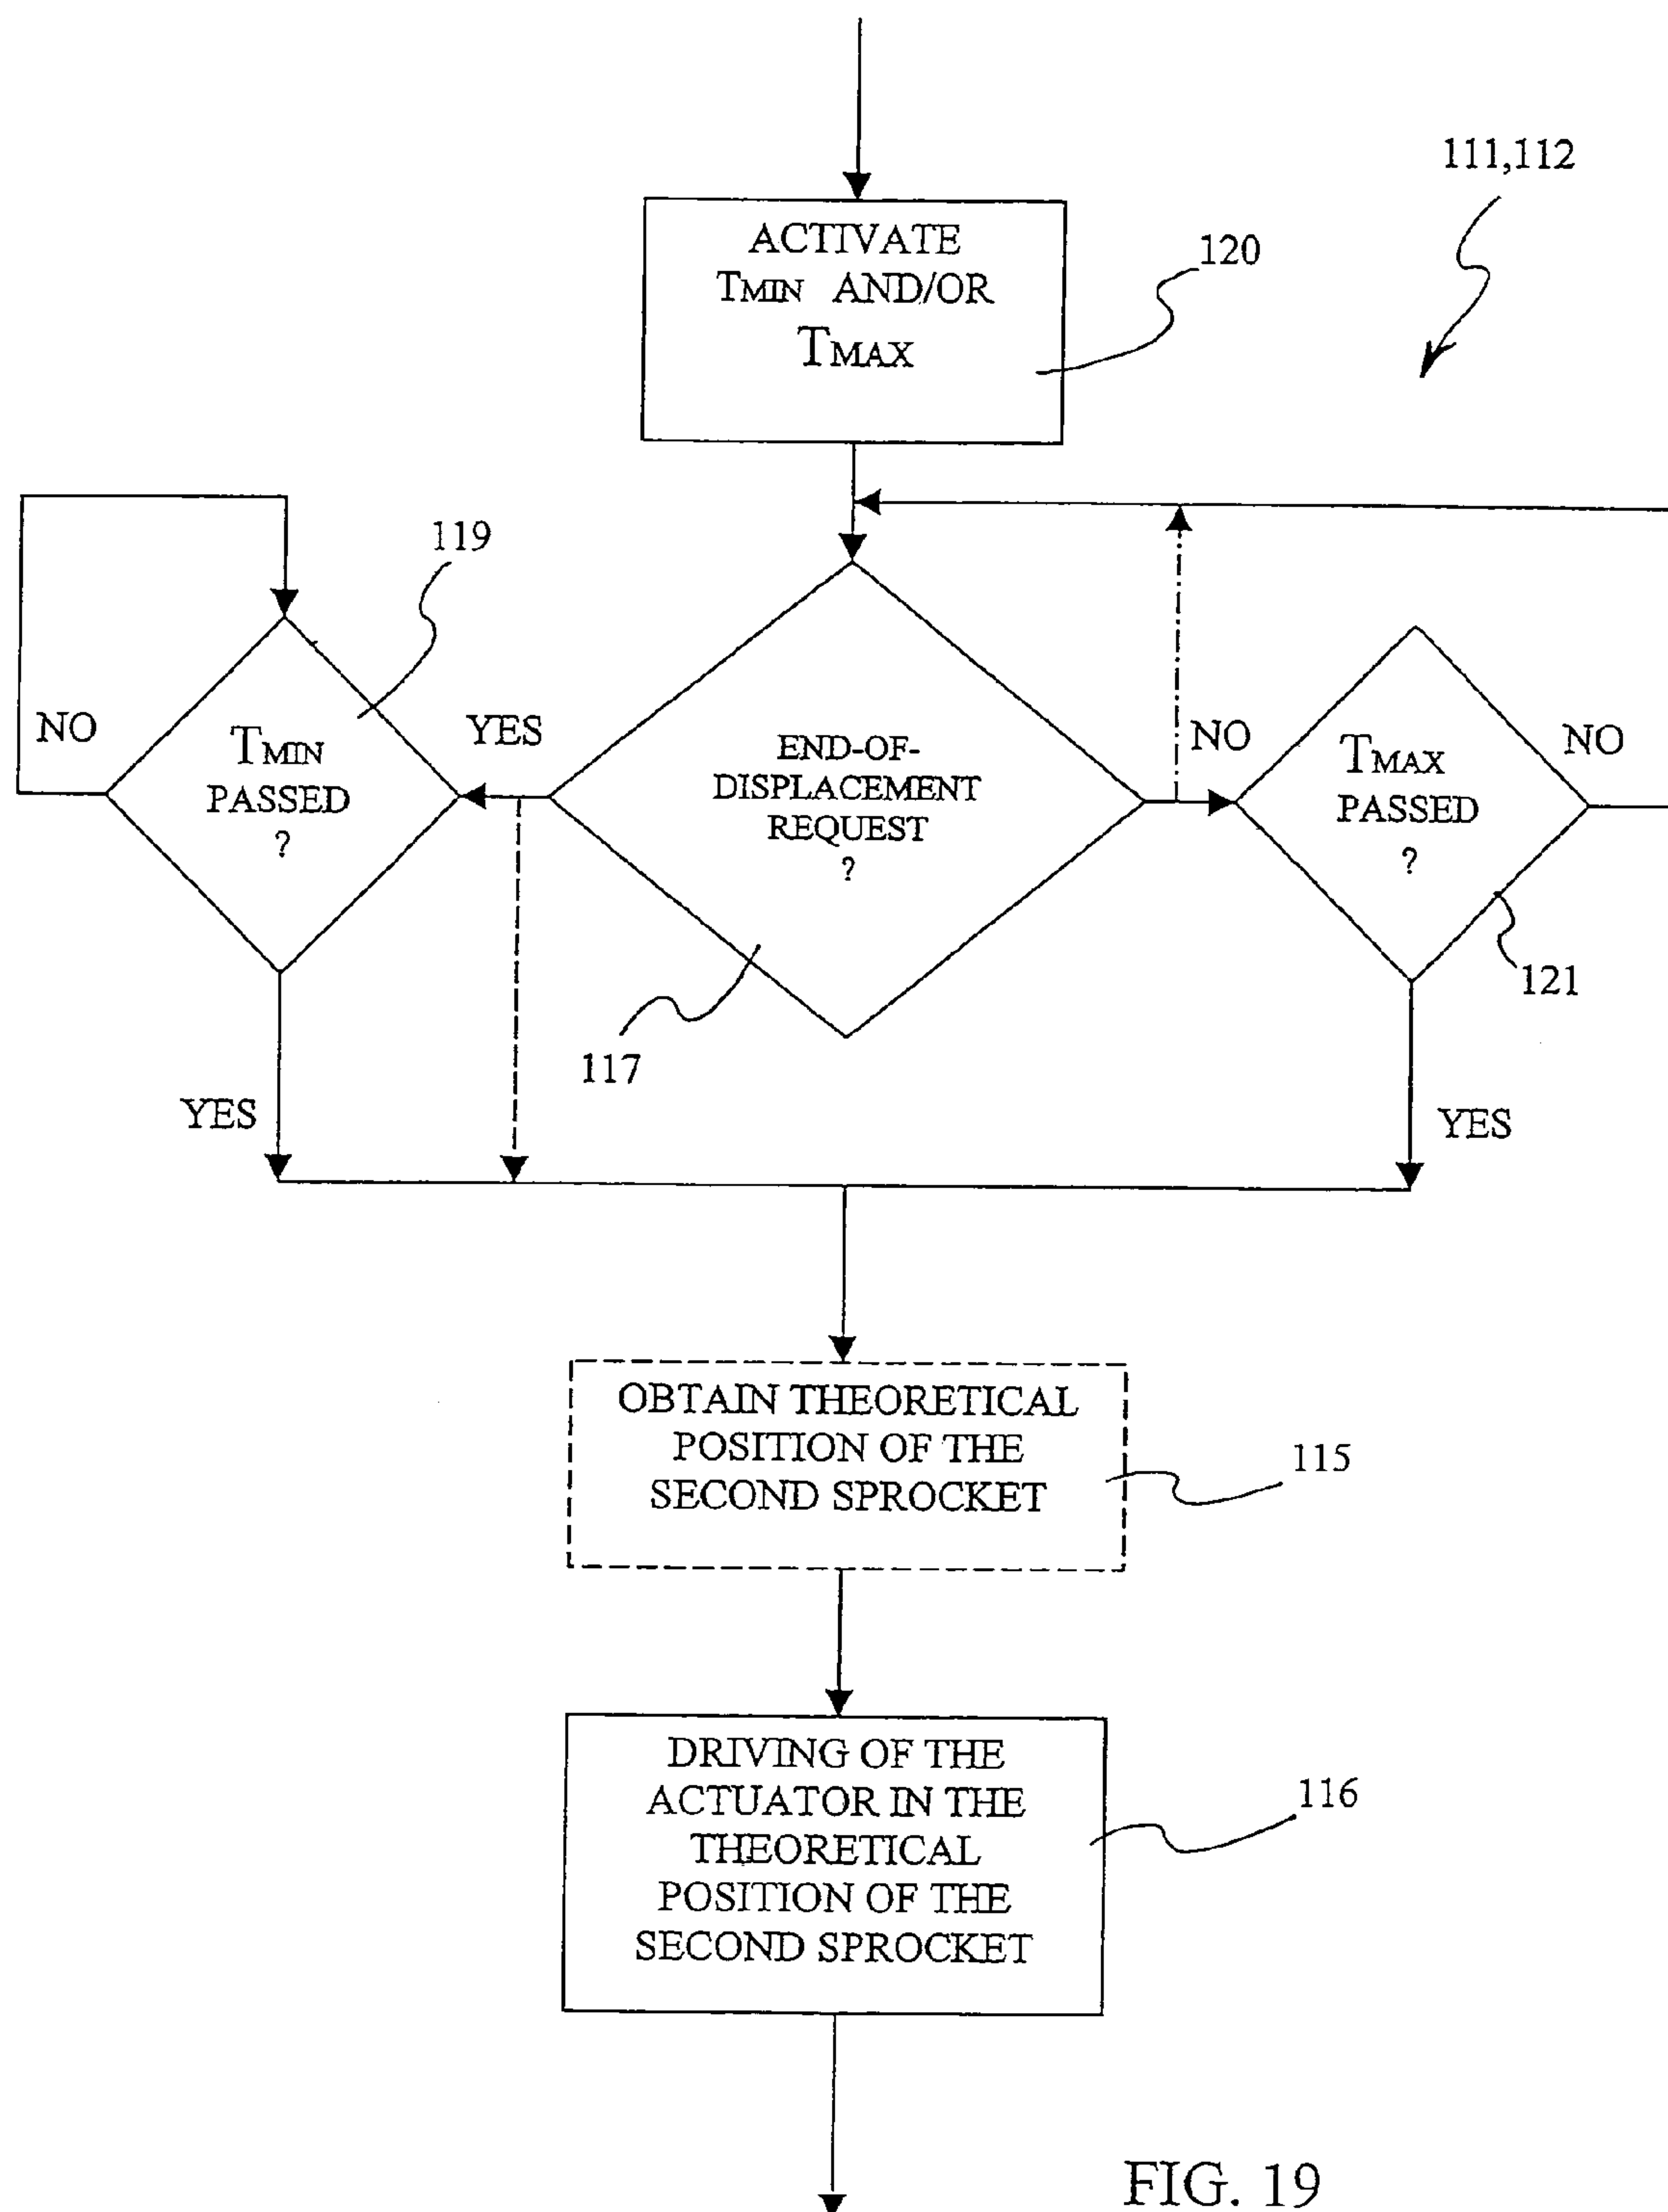 111,112
ACTIVATE
TMIN AND/OR
TMAX
120
119
NO
TMIN
PASSED
?
YES
END-OF-
DISPLACEMENT
REQUEST
?
NO
TMAX
PASSED
?
NO
117
121
YES
YES
OBTAIN THEORETICAL
POSITION OF THE
SECOND SPROCKET
115
DRIVING OF THE
ACTUATOR IN THE
THEORETICAL
POSITION OF THE
SECOND SPROCKET
116
FIG. 19